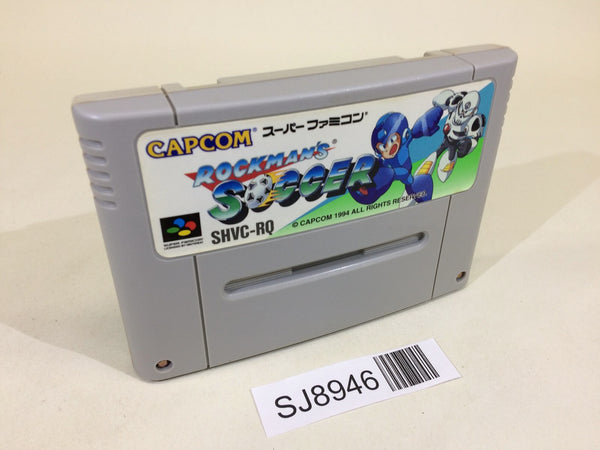 CAPCOM
スーパーファミコン
ROCKMAN'S
SOCCER
© CAPCOM 1994 ALL RIGHTS RESERVED.
SHVC-RQ
SJ8946